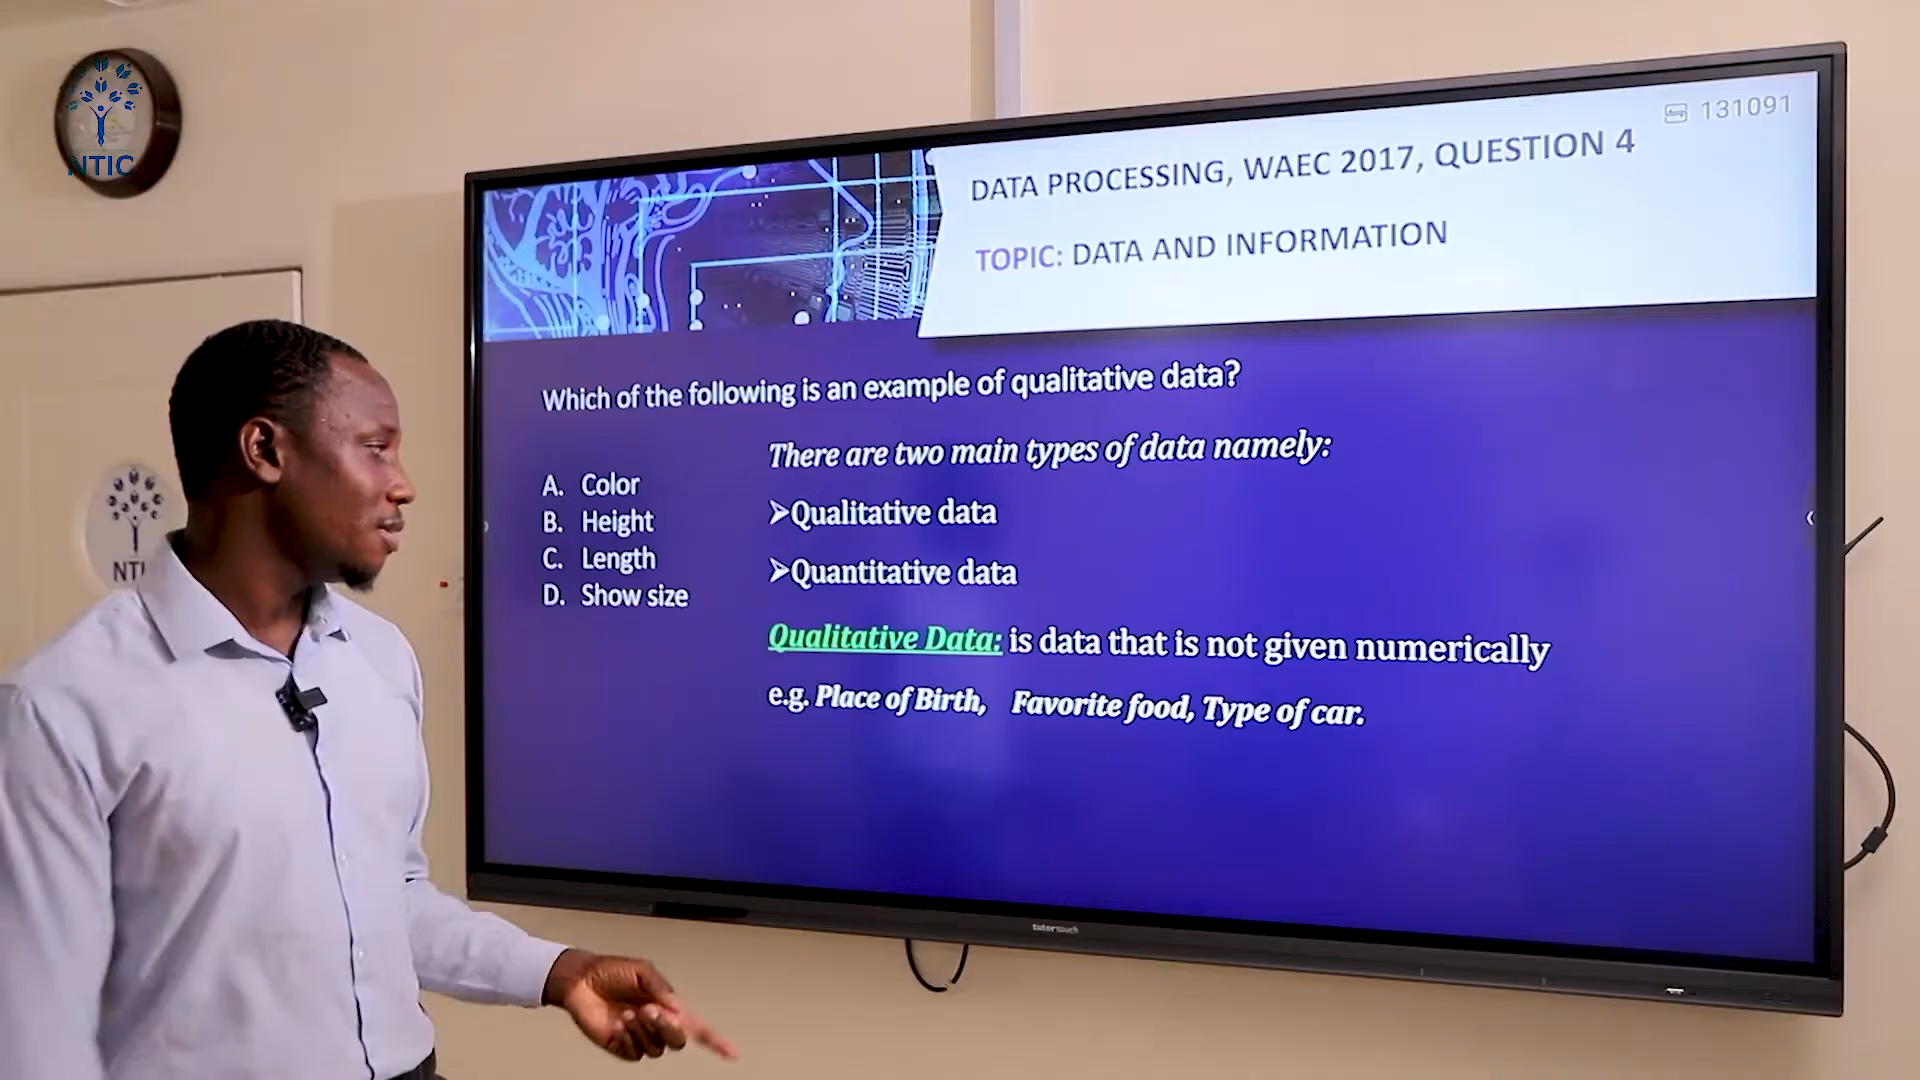 NTIC
131091
DATA PROCESSING, WAEC 2017, QUESTION 4
TOPIC: DATA AND INFORMATION
Which of the following is an example of qualitative data?
There are two main types of data namely:
A. Color
B. Height
C. Length
D. Show size
➢Qualitative data
➢Quantitative data
Qualitative Data: is data that is not given numerically
e.g. Place of Birth, Favorite food, Type of car.
NTI
tutortouch